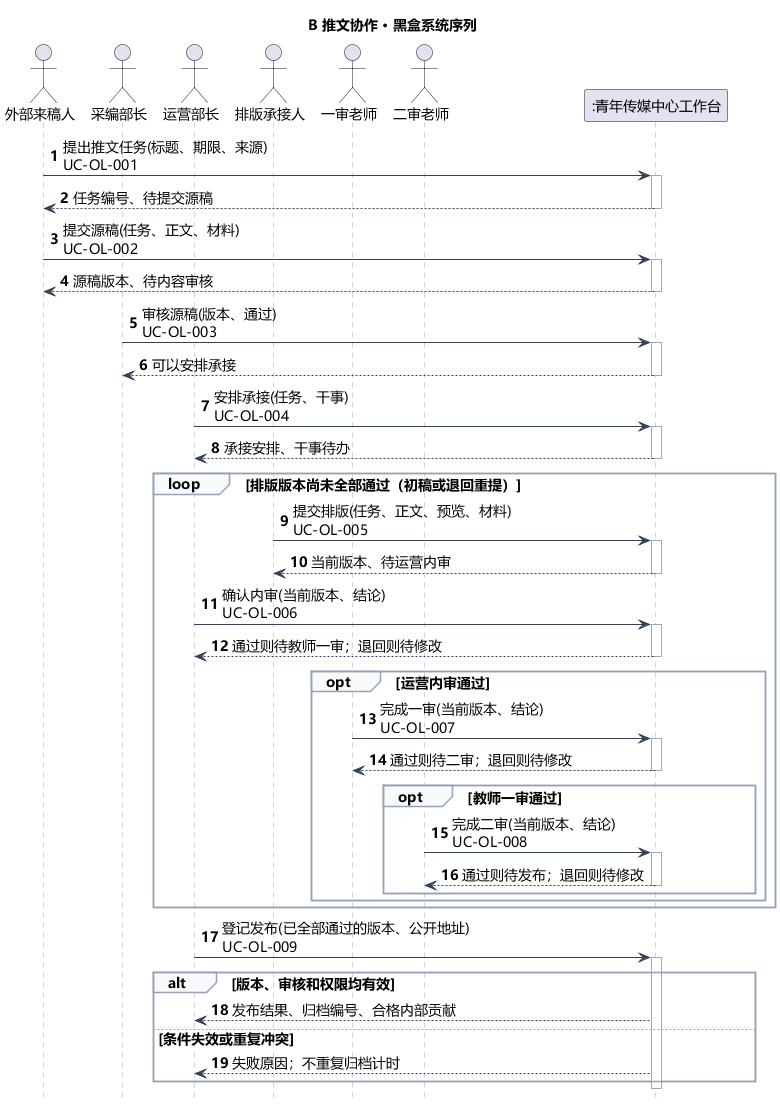 B 推文协作 · 黑盒系统序列
外部来稿人
采编部长
运营部长
排版承接人
一审老师
二审老师
:青年传媒中心工作台
1 提出推文任务(标题、期限、来源)
UC-OL-001
2 任务编号、待提交源稿
3 提交源稿(任务、正文、材料)
UC-OL-002
4 源稿版本、待内容审核
5 审核源稿(版本、通过)
UC-OL-003
6 可以安排承接
7 安排承接(任务、干事)
UC-OL-004
8 承接安排、干事待办
loop [排版版本尚未全部通过（初稿或退回重提）]
9 提交排版(任务、正文、预览、材料)
UC-OL-005
10 当前版本、待运营内审
11 确认内审(当前版本、结论)
UC-OL-006
12 通过则待教师一审；退回则待修改
opt [运营内审通过]
13 完成一审(当前版本、结论)
UC-OL-007
14 通过则待二审；退回则待修改
opt [教师一审通过]
15 完成二审(当前版本、结论)
UC-OL-008
16 通过则待发布；退回则待修改
17 登记发布(已全部通过的版本、公开地址)
UC-OL-009
alt [版本、审核和权限均有效]
18 发布结果、归档编号、合格内部贡献
[条件失效或重复冲突]
19 失败原因；不重复归档计时